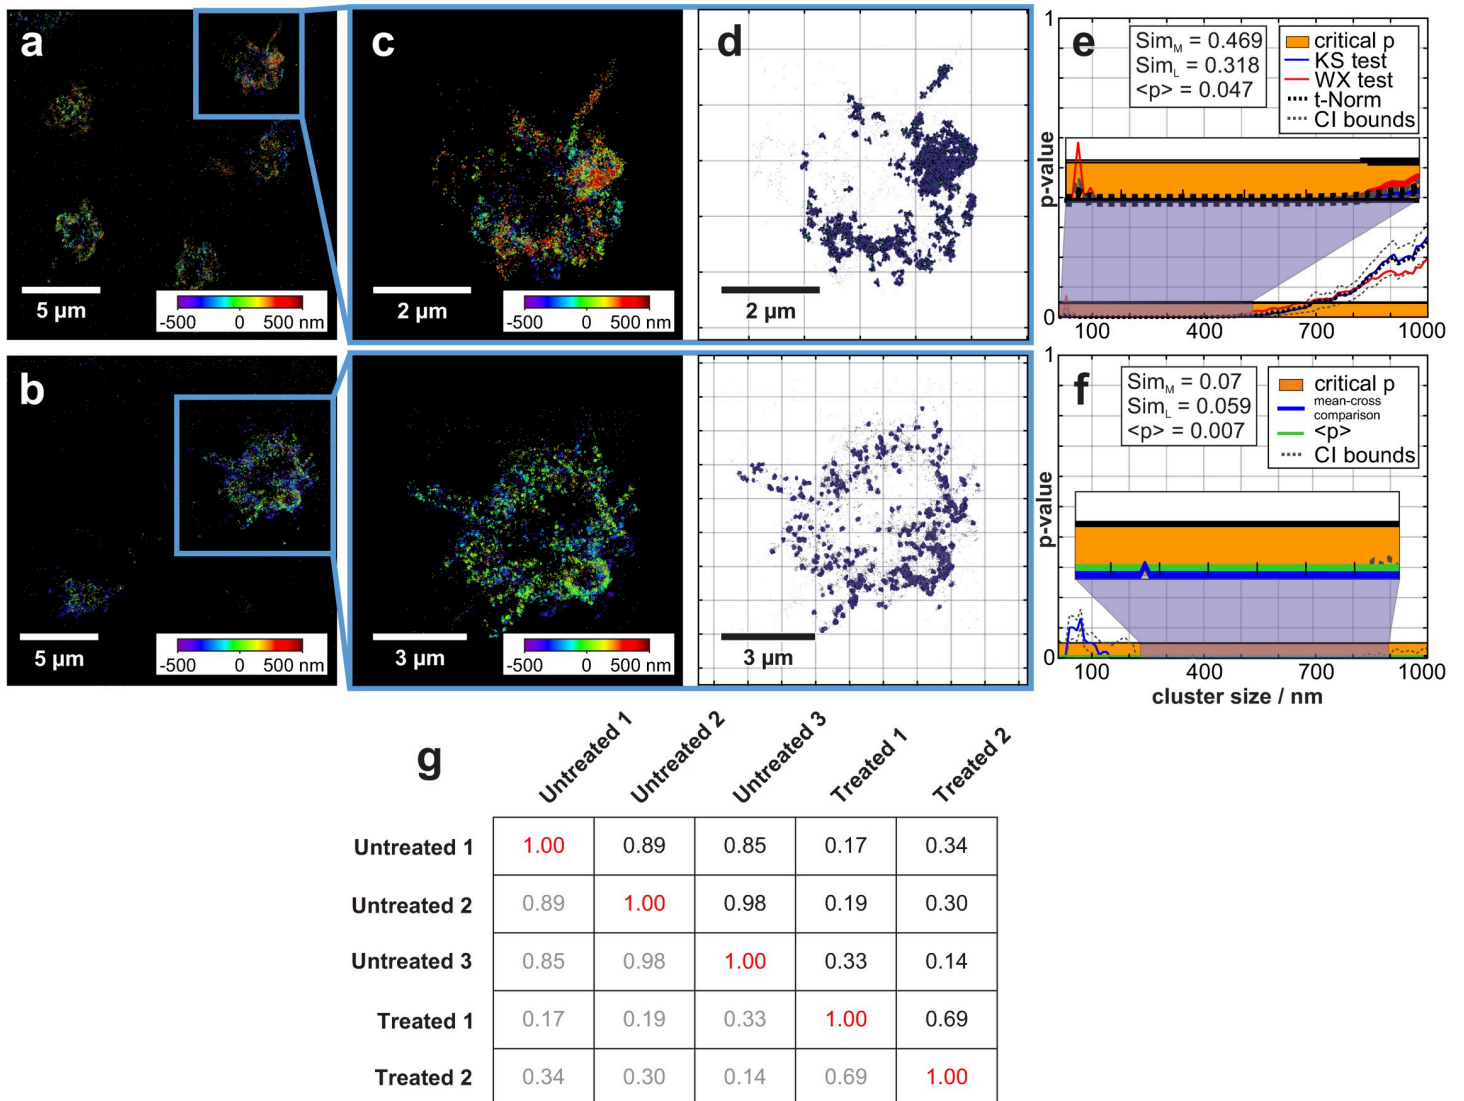 a
5 µm
-500 0 500 nm
c
2 µm
-500 0 500 nm
d
2 µm
e
Sim_M = 0.469
Sim_L = 0.318
<p> = 0.047
critical p
KS test
WX test
t-Norm
CI bounds
p-value
1
0
100 400 700 1000
b
5 µm
-500 0 500 nm
3 µm
-500 0 500 nm
3 µm
f
Sim_M = 0.07
Sim_L = 0.059
<p> = 0.007
critical p
mean-cross
comparison
<p>
CI bounds
p-value
1
0
100 400 700 1000
cluster size / nm
g
Untreated 1 Untreated 2 Untreated 3 Treated 1 Treated 2
Untreated 1 1.00 0.89 0.85 0.17 0.34
Untreated 2 0.89 1.00 0.98 0.19 0.30
Untreated 3 0.85 0.98 1.00 0.33 0.14
Treated 1 0.17 0.19 0.33 1.00 0.69
Treated 2 0.34 0.30 0.14 0.69 1.00